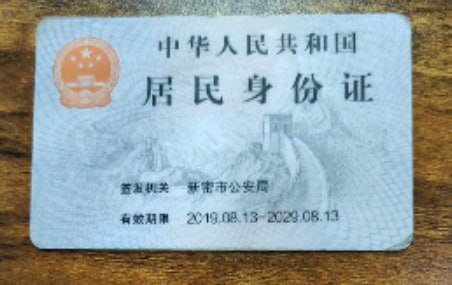 中华人民共和国
居民身份证
签发机关 新密市公安局
有效期限 2019.08.13-2029.08.13